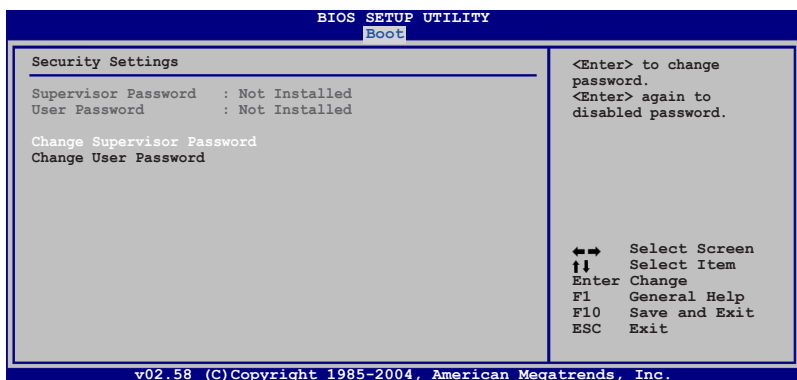 BIOS SETUP UTILITY
Boot
Security Settings
Supervisor Password : Not Installed
User Password : Not Installed
Change Supervisor Password
Change User Password
<Enter> to change
password.
<Enter> again to
disabled password.
←→ Select Screen
↑↓ Select Item
Enter Change
F1 General Help
F10 Save and Exit
ESC Exit
v02.58 (C)Copyright 1985-2004, American Megatrends, Inc.